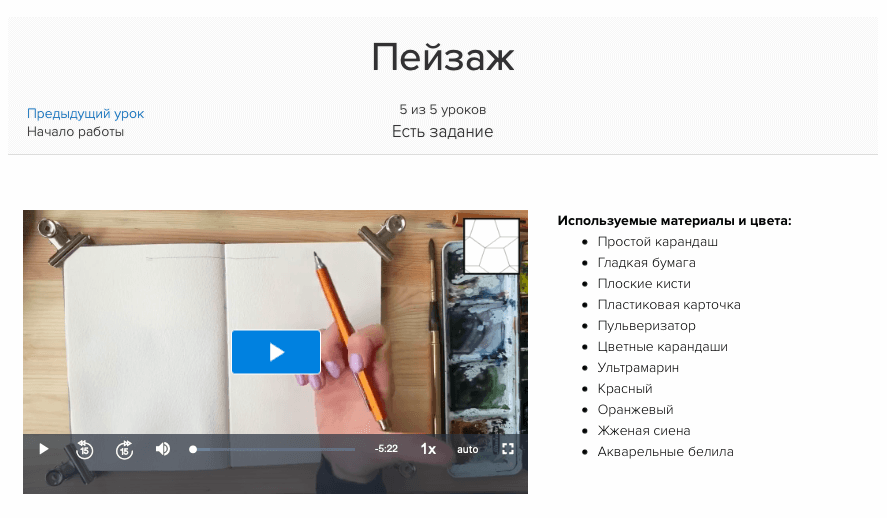 Пейзаж
Предыдущий урок
Начало работы
5 из 5 уроков
Есть задание
15
15
-5:22
1x
auto
Используемые материалы и цвета:
Простой карандаш
Гладкая бумага
Плоские кисти
Пластиковая карточка
Пульверизатор
Цветные карандаши
Ультрамарин
Красный
Оранжевый
Жженая сиена
Акварельные белила